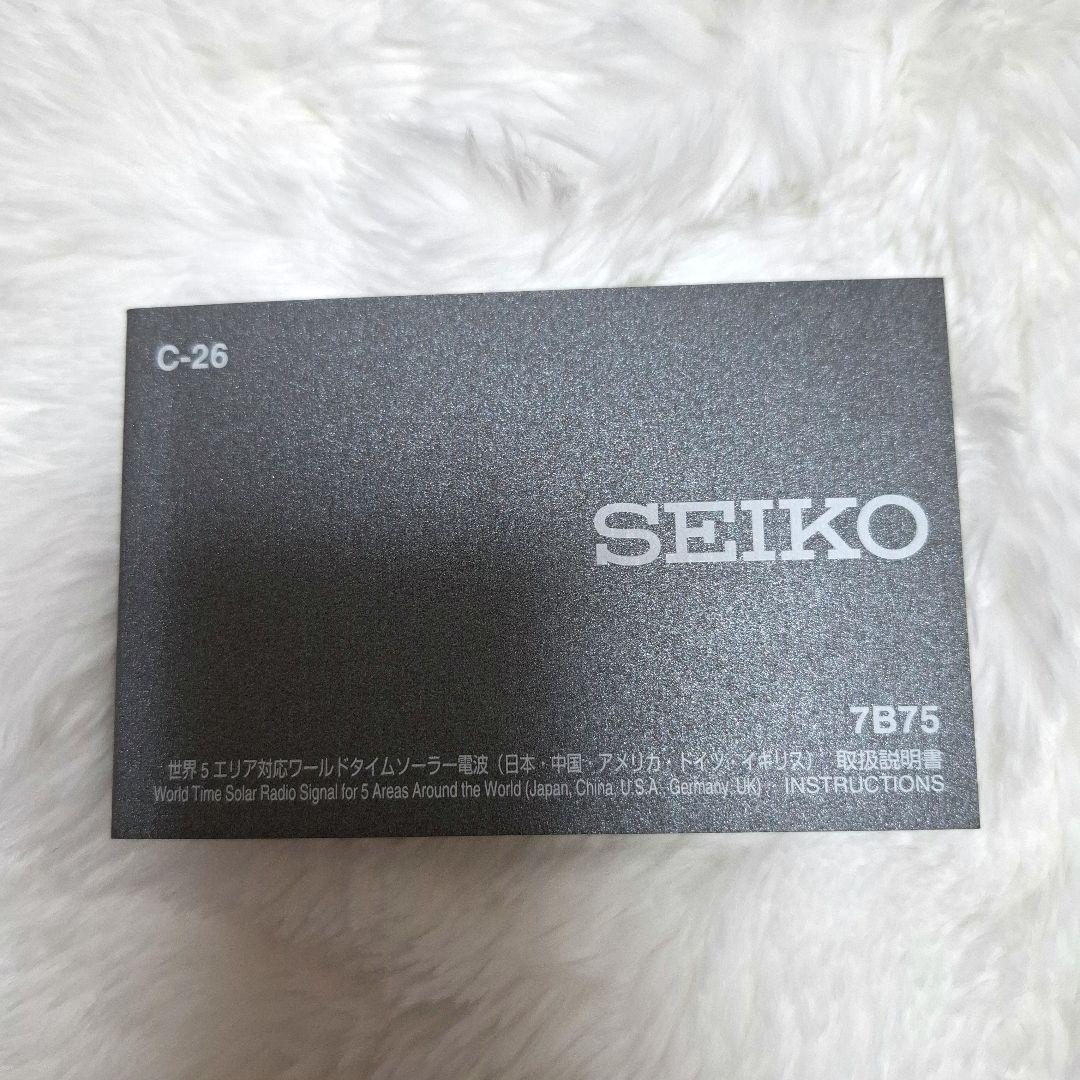 C-26
SEIKO
7B75
世界5エリア対応ワールドタイムソーラー電波（日本・中国・アメリカ・ドイツ・イギリス） 取扱説明書
World Time Solar Radio Signal for 5 Areas Around the World (Japan, China, U.S.A. Germany, UK) INSTRUCTIONS